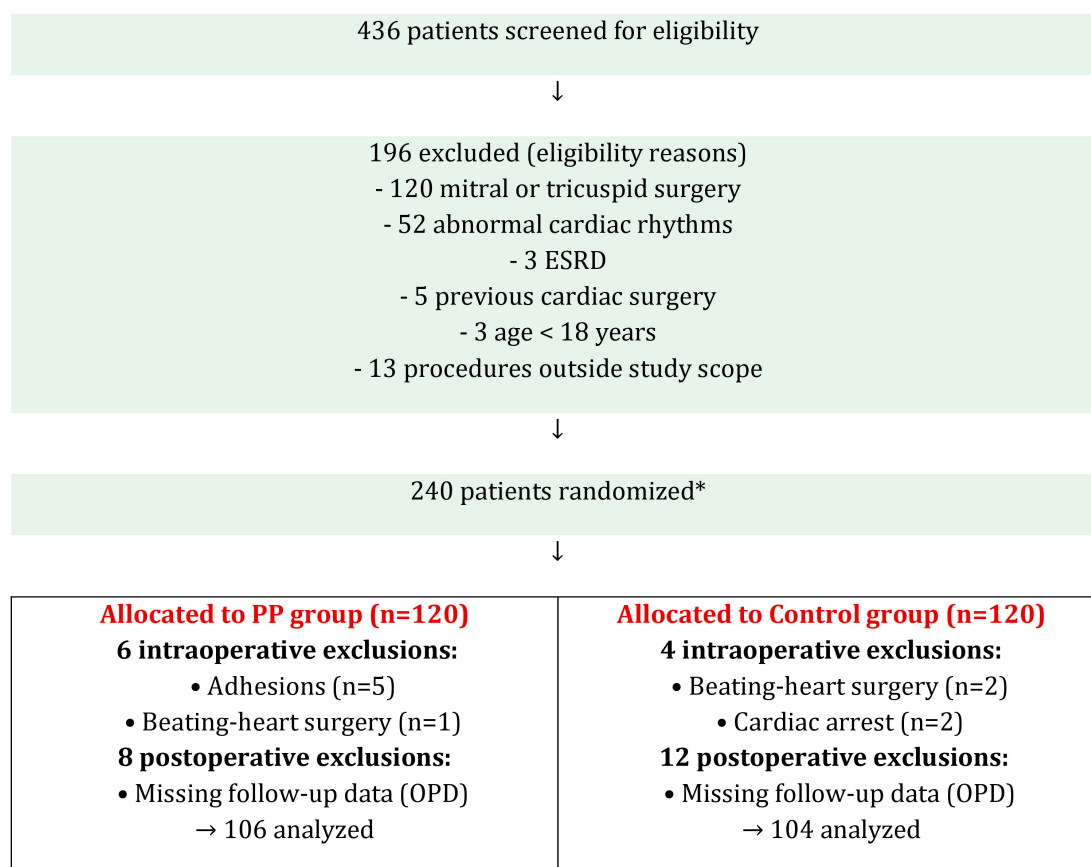 436 patients screened for eligibility
↓
196 excluded (eligibility reasons)
- 120 mitral or tricuspid surgery
- 52 abnormal cardiac rhythms
- 3 ESRD
- 5 previous cardiac surgery
- 3 age < 18 years
- 13 procedures outside study scope
↓
240 patients randomized*
↓
Allocated to PP group (n=120)
6 intraoperative exclusions:
• Adhesions (n=5)
• Beating-heart surgery (n=1)
8 postoperative exclusions:
• Missing follow-up data (OPD)
→ 106 analyzed
Allocated to Control group (n=120)
4 intraoperative exclusions:
• Beating-heart surgery (n=2)
• Cardiac arrest (n=2)
12 postoperative exclusions:
• Missing follow-up data (OPD)
→ 104 analyzed